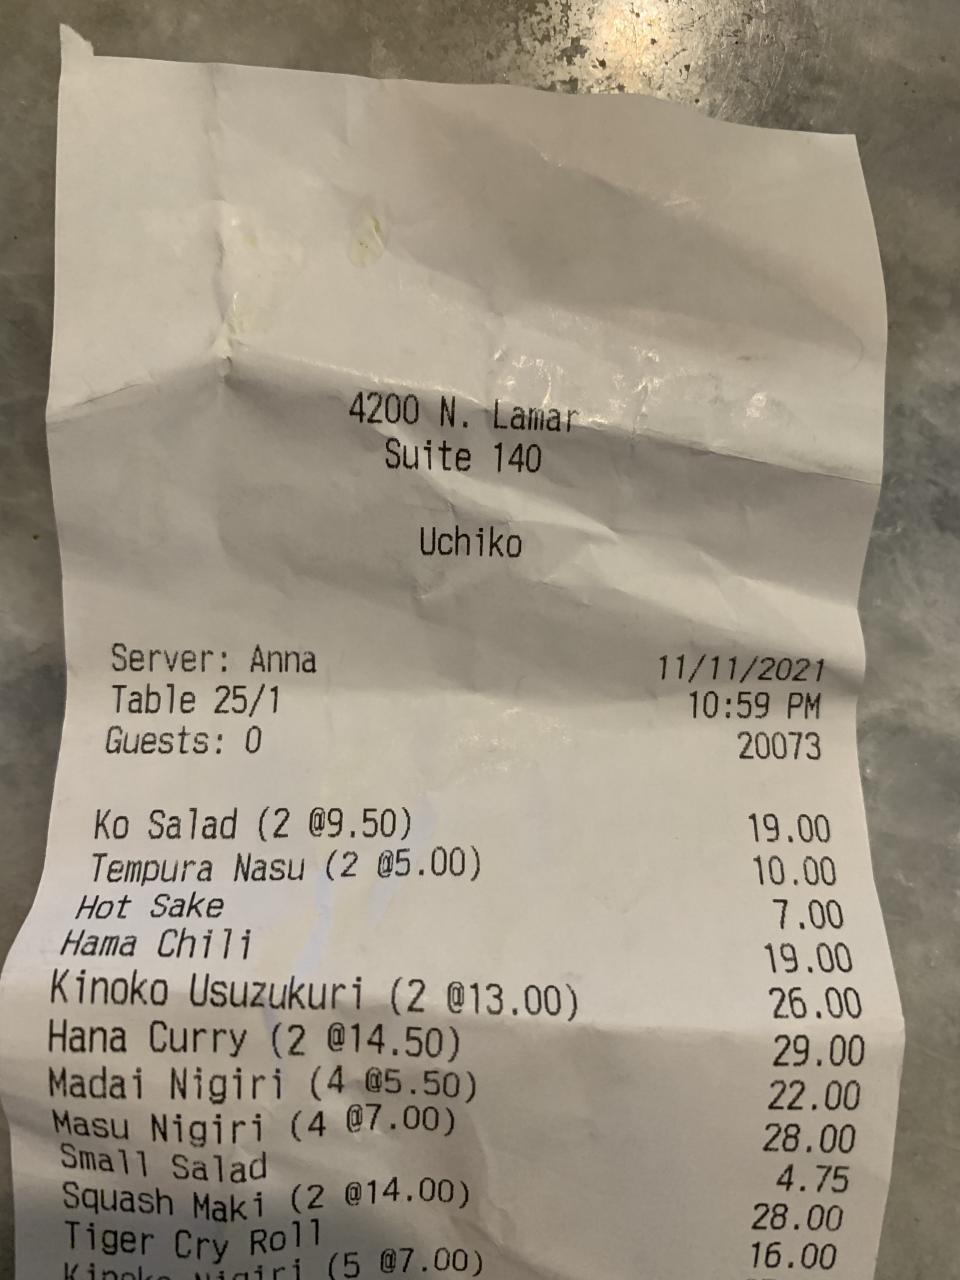 4200 N. Lamar
Suite 140
Uchiko
Server: Anna 11/11/2021
Table 25/1 10:59 PM
Guests: 0 20073
Ko Salad (2 @9.50) 19.00
Tempura Nasu (2 @5.00) 10.00
Hot Sake 7.00
Hama Chili 19.00
Kinoko Usuzukuri (2 @13.00) 26.00
Hana Curry (2 @14.50) 29.00
Madai Nigiri (4 @5.50) 22.00
Masu Nigiri (4 @7.00) 28.00
Small Salad 4.75
Squash Maki (2 @14.00) 28.00
Tiger Cry Roll 16.00
Kinoko Nigiri (5 @7.00)